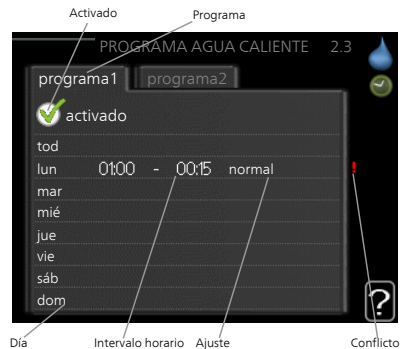 Activado Programa
PROGRAMA AGUA CALIENTE 2.3
programa1 programa2
activado
tod
lun 01:00 - 00:15 normal !
mar
mié
jue
vie
sáb
dom
?
Día Intervalo horario Ajuste Conflicto